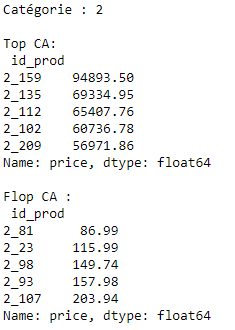 Catégorie : 2
Top CA:
id_prod
2_159 94893.50
2_135 69334.95
2_112 65407.76
2_102 60736.78
2_209 56971.86
Name: price, dtype: float64
Flop CA :
id_prod
2_81 86.99
2_23 115.99
2_98 149.74
2_93 157.98
2_107 203.94
Name: price, dtype: float64